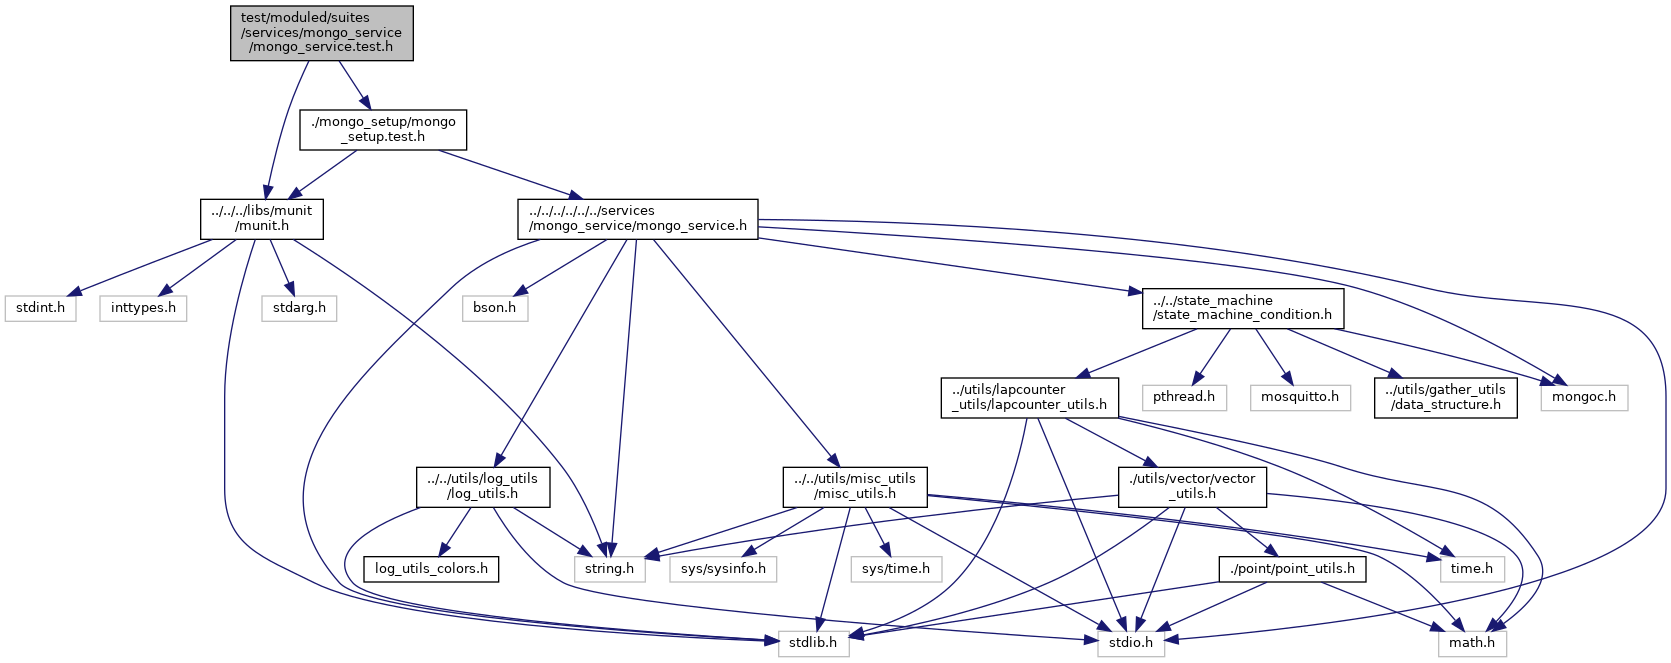 test/moduled/suites
/services/mongo_service
/mongo_service.test.h
./mongo_setup/mongo
_setup.test.h
../../../libs/munit
/munit.h
../../../../../../services
/mongo_service/mongo_service.h
stdint.h
inttypes.h
stdarg.h
bson.h
../../state_machine
/state_machine_condition.h
../utils/lapcounter
_utils/lapcounter_utils.h
pthread.h
mosquitto.h
../utils/gather_utils
/data_structure.h
mongoc.h
../../utils/log_utils
/log_utils.h
../../utils/misc_utils
/misc_utils.h
./utils/vector/vector
_utils.h
log_utils_colors.h
string.h
sys/sysinfo.h
sys/time.h
./point/point_utils.h
time.h
stdlib.h
stdio.h
math.h